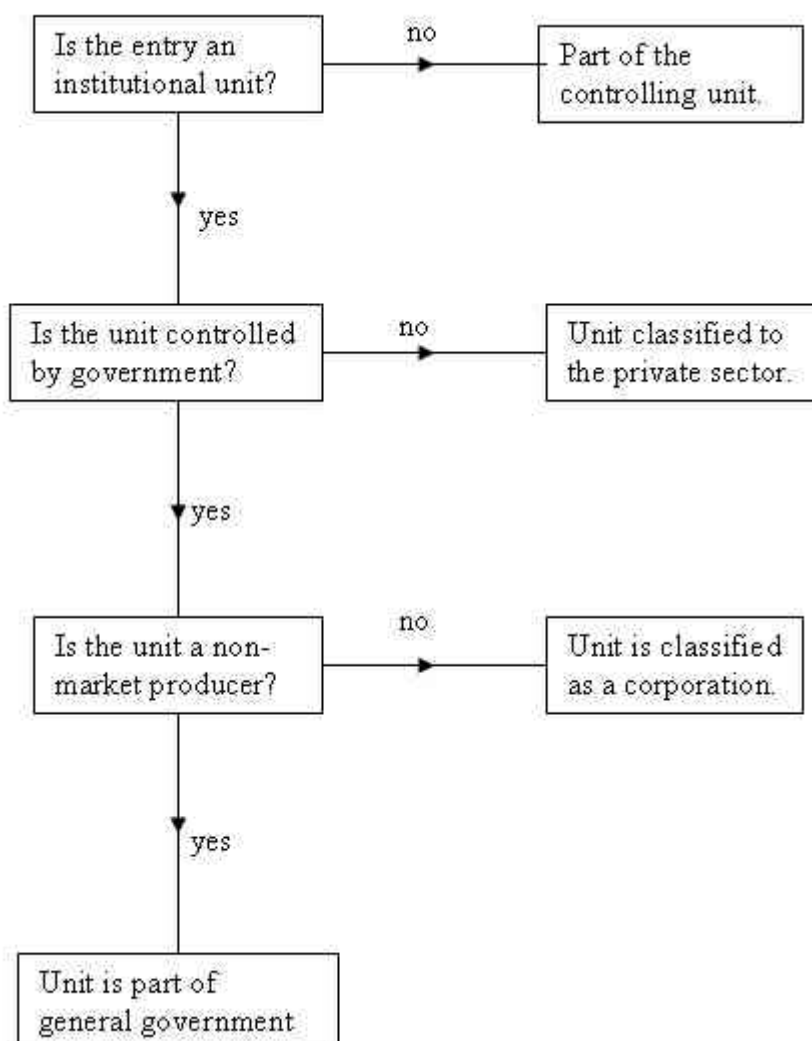 Is the entry an
institutional unit?
no
Part of the
controlling unit.
yes
Is the unit controlled
by government?
no
Unit classified to
the private sector.
yes
Is the unit a non-
market producer?
no
Unit is classified
as a corporation.
yes
Unit is part of
general government